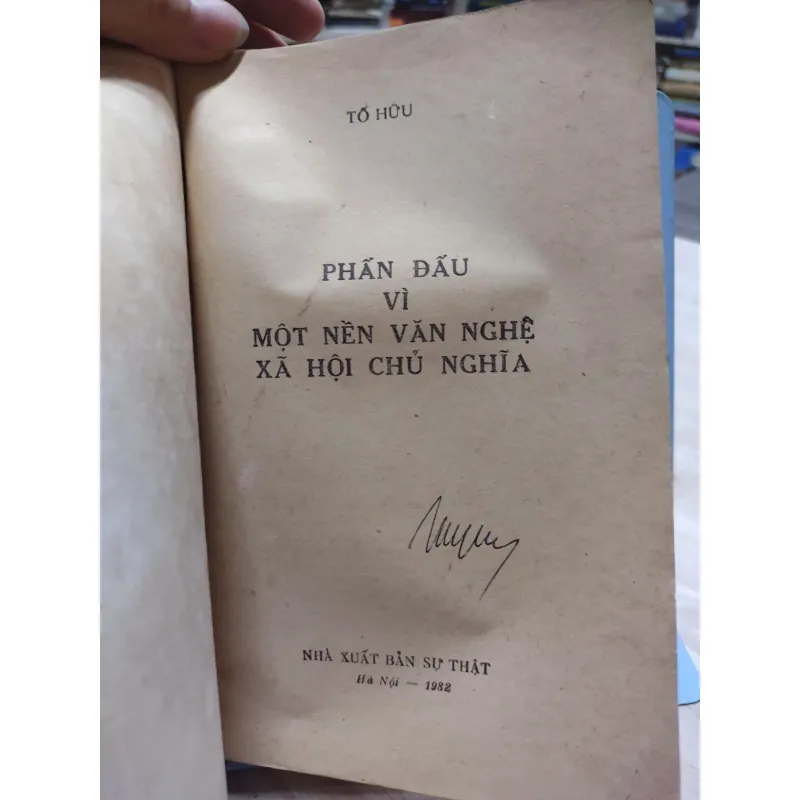 TỐ HỮU
PHẤN ĐẤU
VÌ
MỘT NỀN VĂN NGHỆ
XÃ HỘI CHỦ NGHĨA
NHÀ XUẤT BẢN SỰ THẬT
Hà Nội — 1982